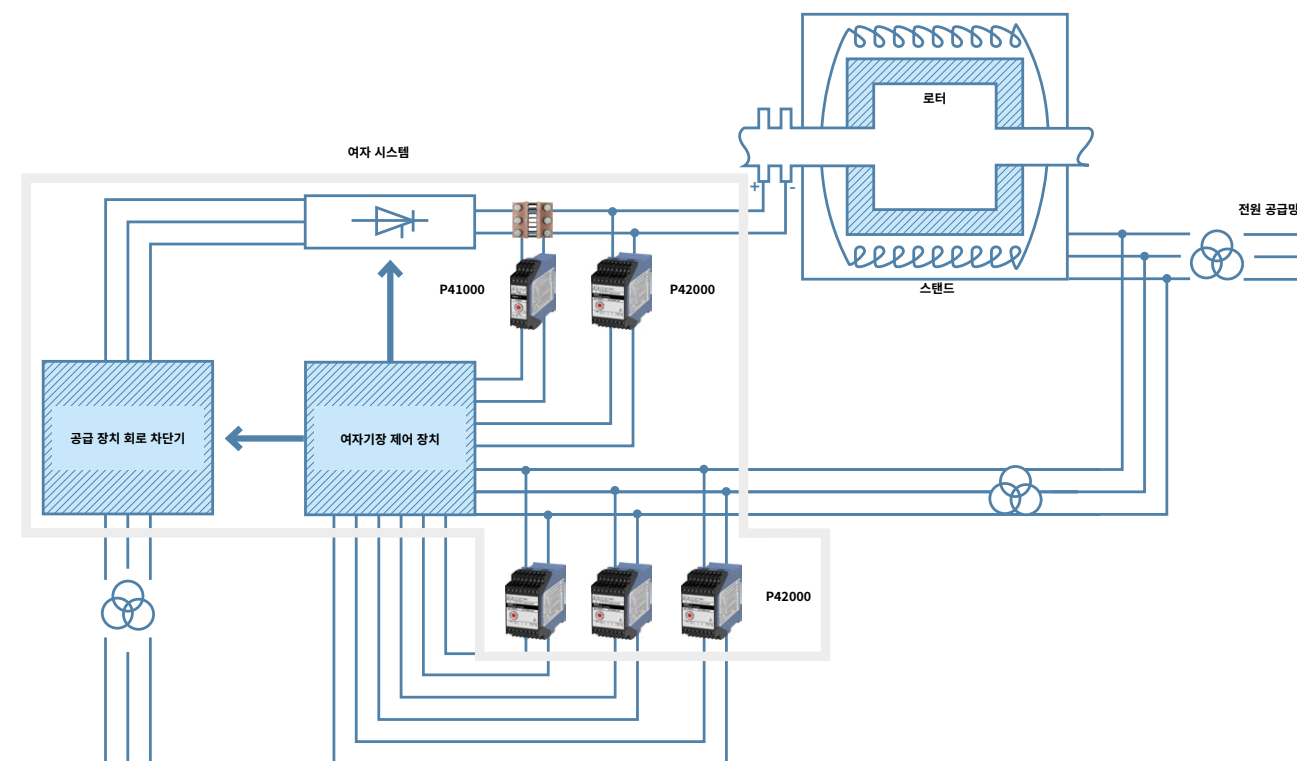 로터
여자 시스템
+ -
전원 공급망
P41000
P42000
스탠드
공급 장치 회로 차단기
여자기장 제어 장치
P42000